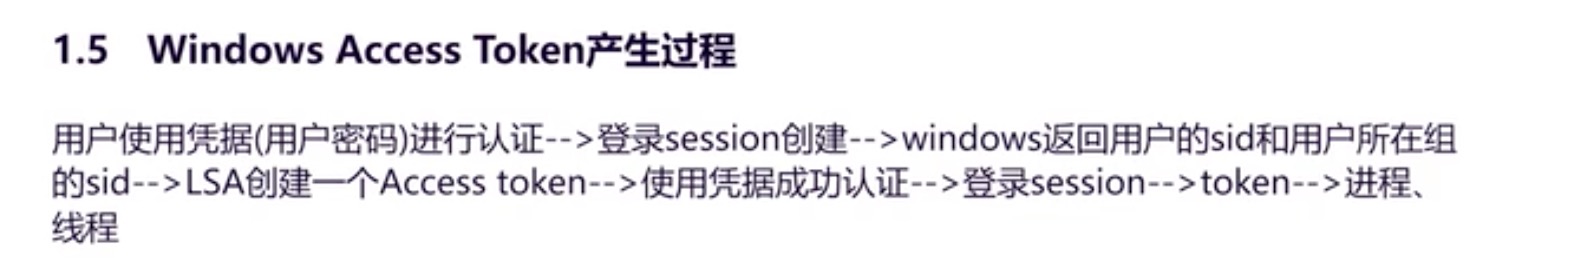 1.5 Windows Access Token产生过程
用户使用凭据(用户密码)进行认证-->登录session创建-->windows返回用户的sid和用户所在组
的sid-->LSA创建一个Access token-->使用凭据成功认证-->登录session-->token-->进程、
线程